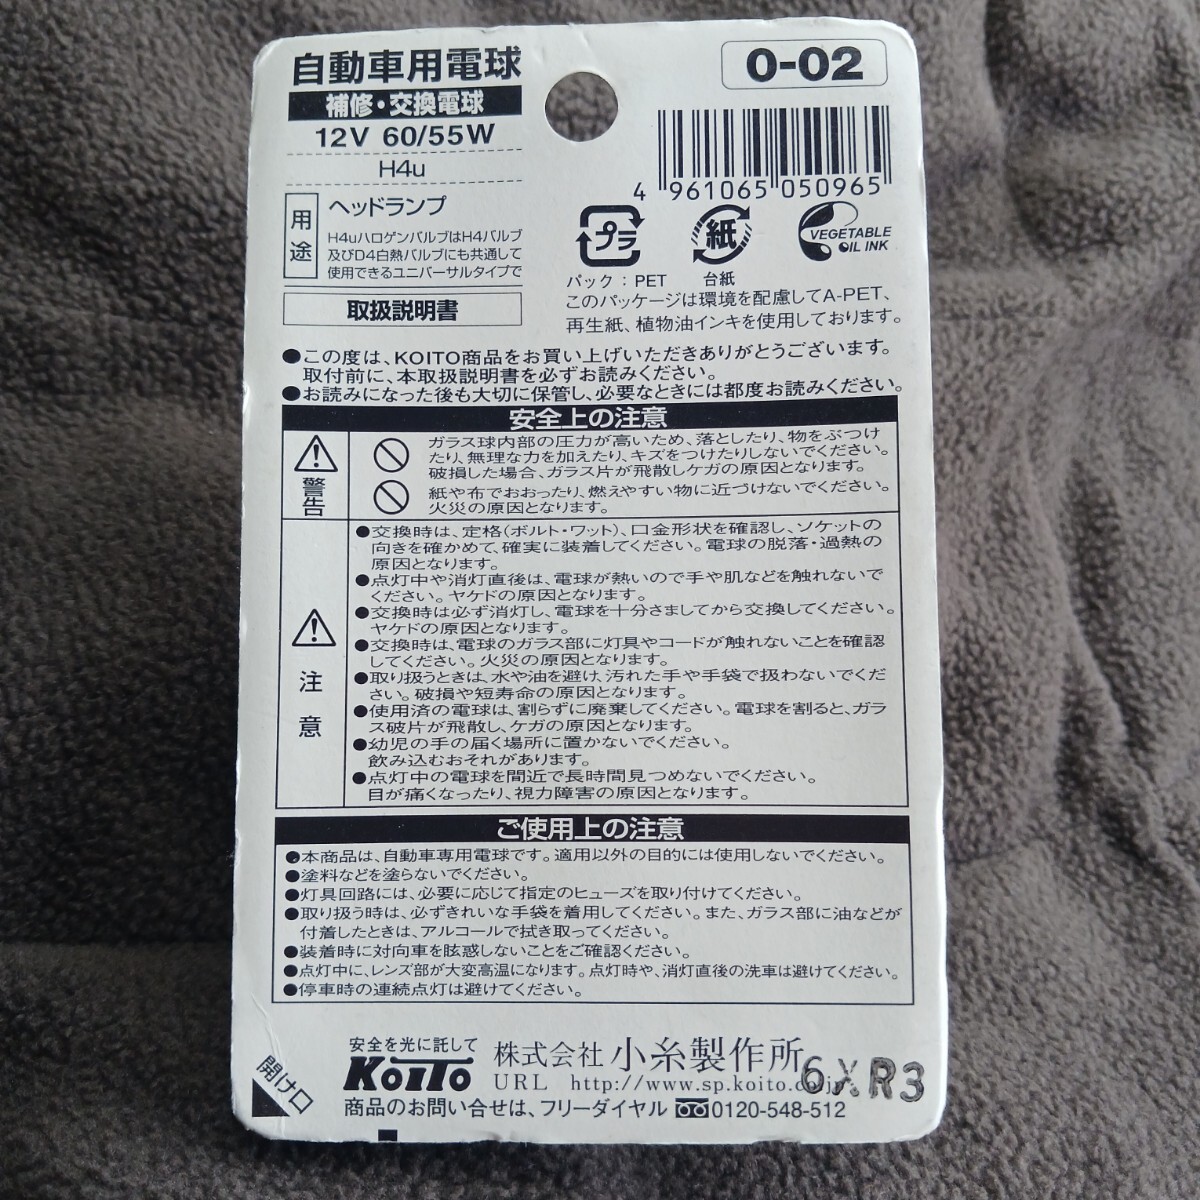 自動車用電球
補修・交換電球
12V 60/55W
H4u
用途
ヘッドランプ
H4uハロゲンバルブはH4バルブ
及びD4白熱バルブにも共通して
使用できるユニバーサルタイプで
取扱説明書
0-02
4 961065 050965
プラ
紙
VEGETABLE
OIL INK
パック：PET
台紙
このパッケージは環境を配慮してA-PET、
再生紙、植物油インキを使用しております。
●この度は、KOITO商品をお買い上げいただきありがとうございます。
取付前に、本取扱説明書を必ずお読みください。
●お読みになった後も大切に保管し、必要なときには都度お読みください。
安全上の注意
警告
ガラス球内部の圧力が高いため、落としたり、物をぶつけ
たり、無理な力を加えたり、キズをつけたりしないでください。
破損した場合、ガラス片が飛散しケガの原因となります。
紙や布でおおったり、燃えやすい物に近づけないでください。
火災の原因となります。
注意
●交換時は、定格(ボルト・ワット)、口金形状を確認し、ソケットの
向きを確かめて、確実に装着してください。電球の脱落・過熱の
原因となります。
●点灯中や消灯直後は、電球が熱いので手や肌などを触れないで
ください。ヤケドの原因となります。
●交換時は必ず消灯し、電球を十分さましてから交換してください。
ヤケドの原因となります。
●交換時は、電球のガラス部に灯具やコードが触れないことを確認
してください。火災の原因となります。
●取り扱うときは、水や油を避け、汚れた手や手袋で扱わないでくだ
さい。破損や短寿命の原因となります。
●使用済の電球は、割らずに廃棄してください。電球を割ると、ガラ
ス破片が飛散し、ケガの原因となります。
●幼児の手の届く場所に置かないでください。
飲み込むおそれがあります。
●点灯中の電球を間近で長時間見つめないでください。
目が痛くなったり、視力障害の原因となります。
ご使用上の注意
●本商品は、自動車専用電球です。適用以外の目的には使用しないでください。
●塗料などを塗らないでください。
●灯具回路には、必要に応じて指定のヒューズを取り付けてください。
●取り扱う時は、必ずきれいな手袋を着用してください。また、ガラス部に油などが
付着したときは、アルコールで拭き取ってください。
●装着時に対向車を眩惑しないことをご確認ください。
●点灯中に、レンズ部が大変高温になります。点灯時や、消灯直後の洗車は避けてください。
●停車時の連続点灯は避けてください。
開け口
安全を光に託して
KOITO
株式会社 小糸製作所
URL http://www.sp.koito.co.jp
6XR3
商品のお問い合せは、フリーダイヤル 0120-548-512